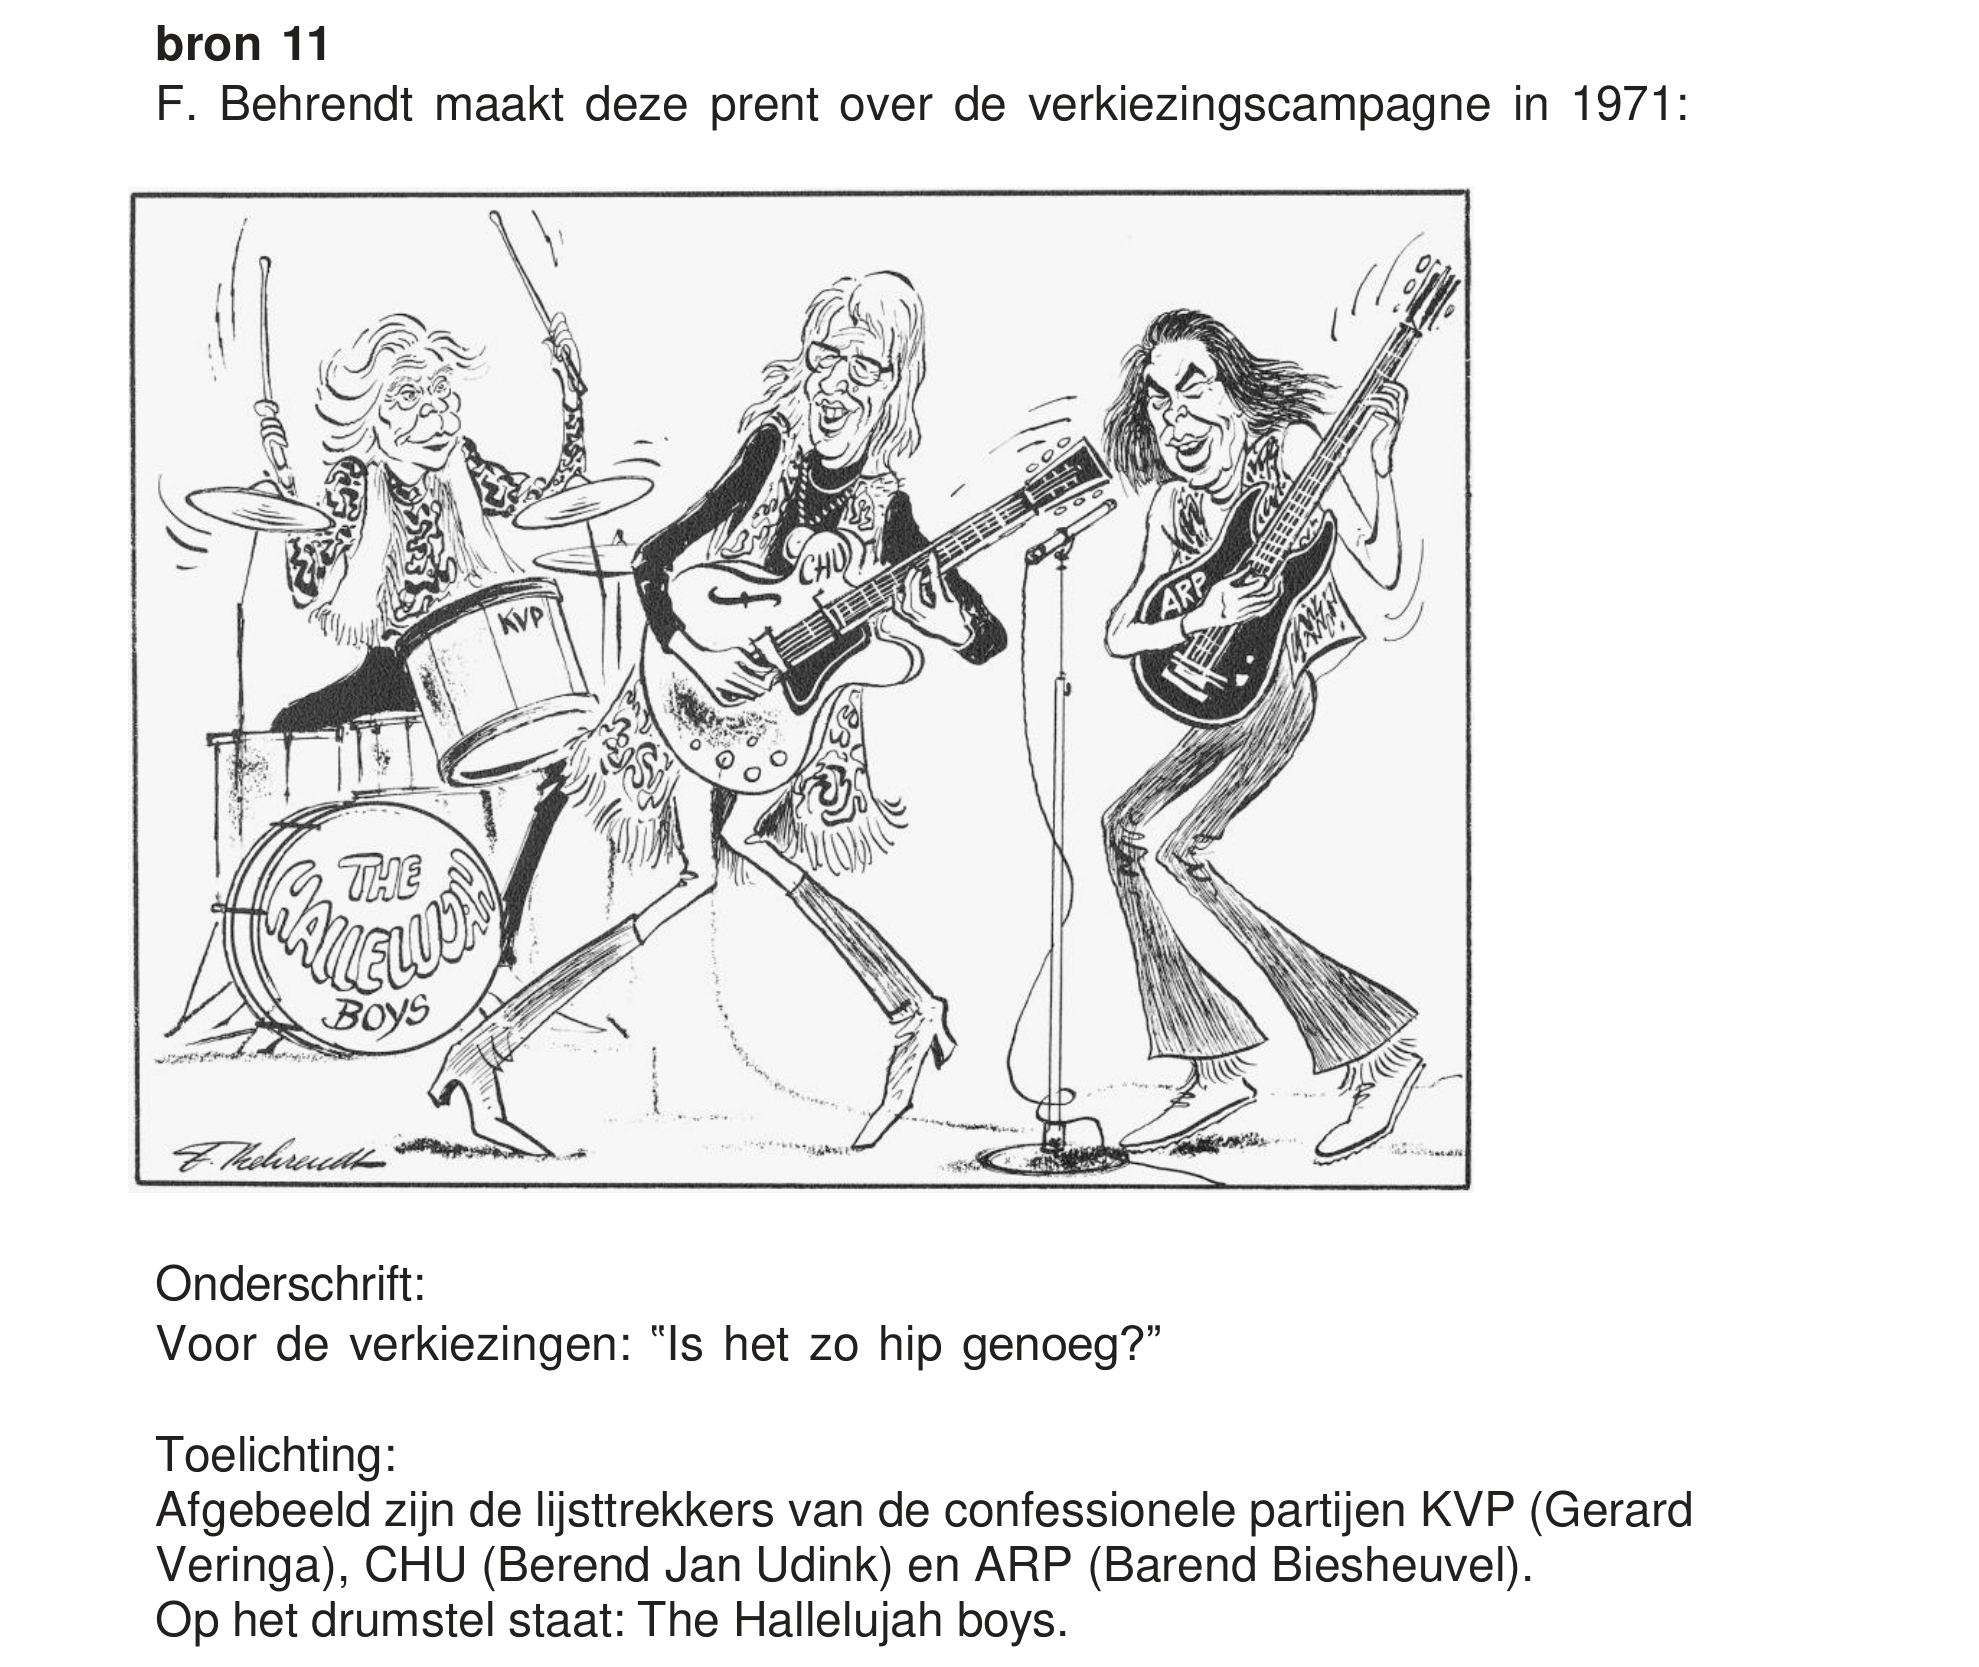 bron 11
F. Behrendt maakt deze prent over de verkiezingscampagne in 1971:
KVP
CHU
ARP
THE
HALLELUJAH
BOYS
F. Behrendt
Onderschrift:
Voor de verkiezingen: “Is het zo hip genoeg?”
Toelichting:
Afgebeeld zijn de lijsttrekkers van de confessionele partijen KVP (Gerard
Veringa), CHU (Berend Jan Udink) en ARP (Barend Biesheuvel).
Op het drumstel staat: The Hallelujah boys.